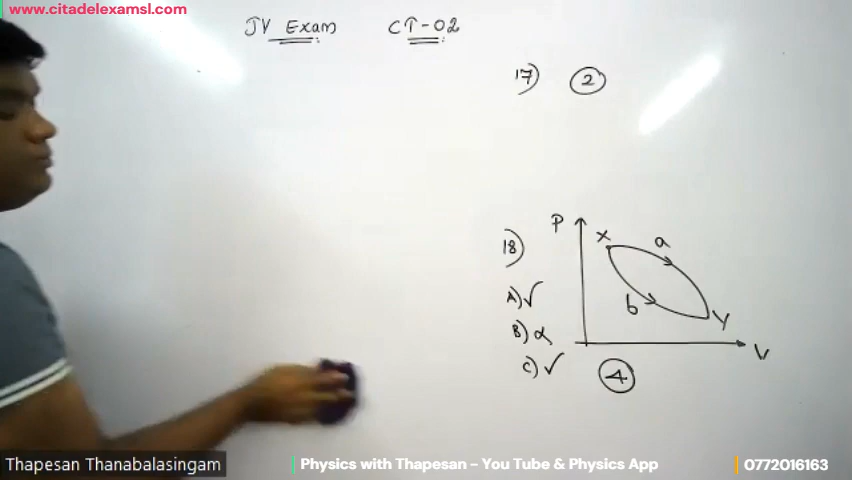 www.citadelexamsl.com
JV Exam CT-02
17) 2
18)
P
X
a
A) ✓
b
Y
B) x
C) ✓
4
V
Thapesan Thanabalasingam
Physics with Thapesan - You Tube & Physics App
0772016163